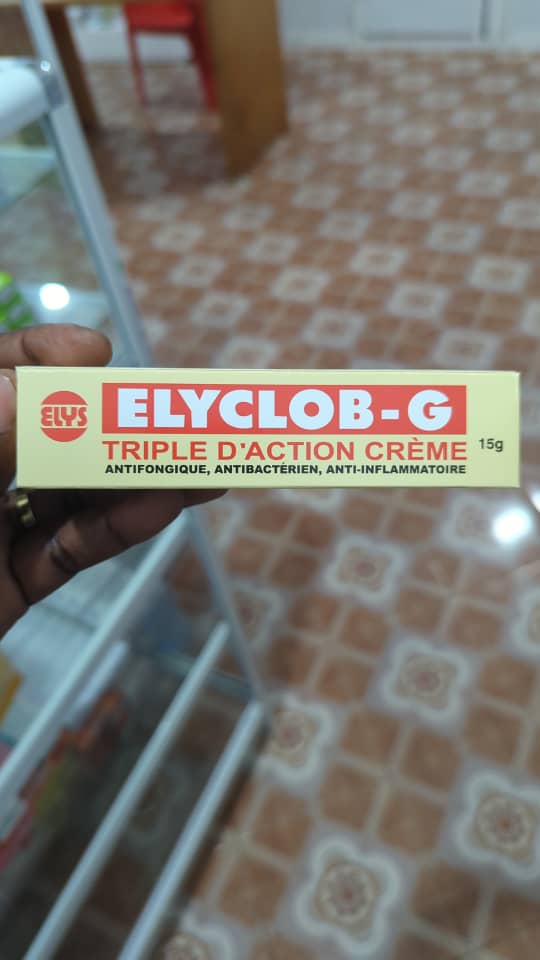 ELYS
ELYCLOB-G
TRIPLE D'ACTION CRÈME
15g
ANTIFONGIQUE, ANTIBACTÉRIEN, ANTI-INFLAMMATOIRE